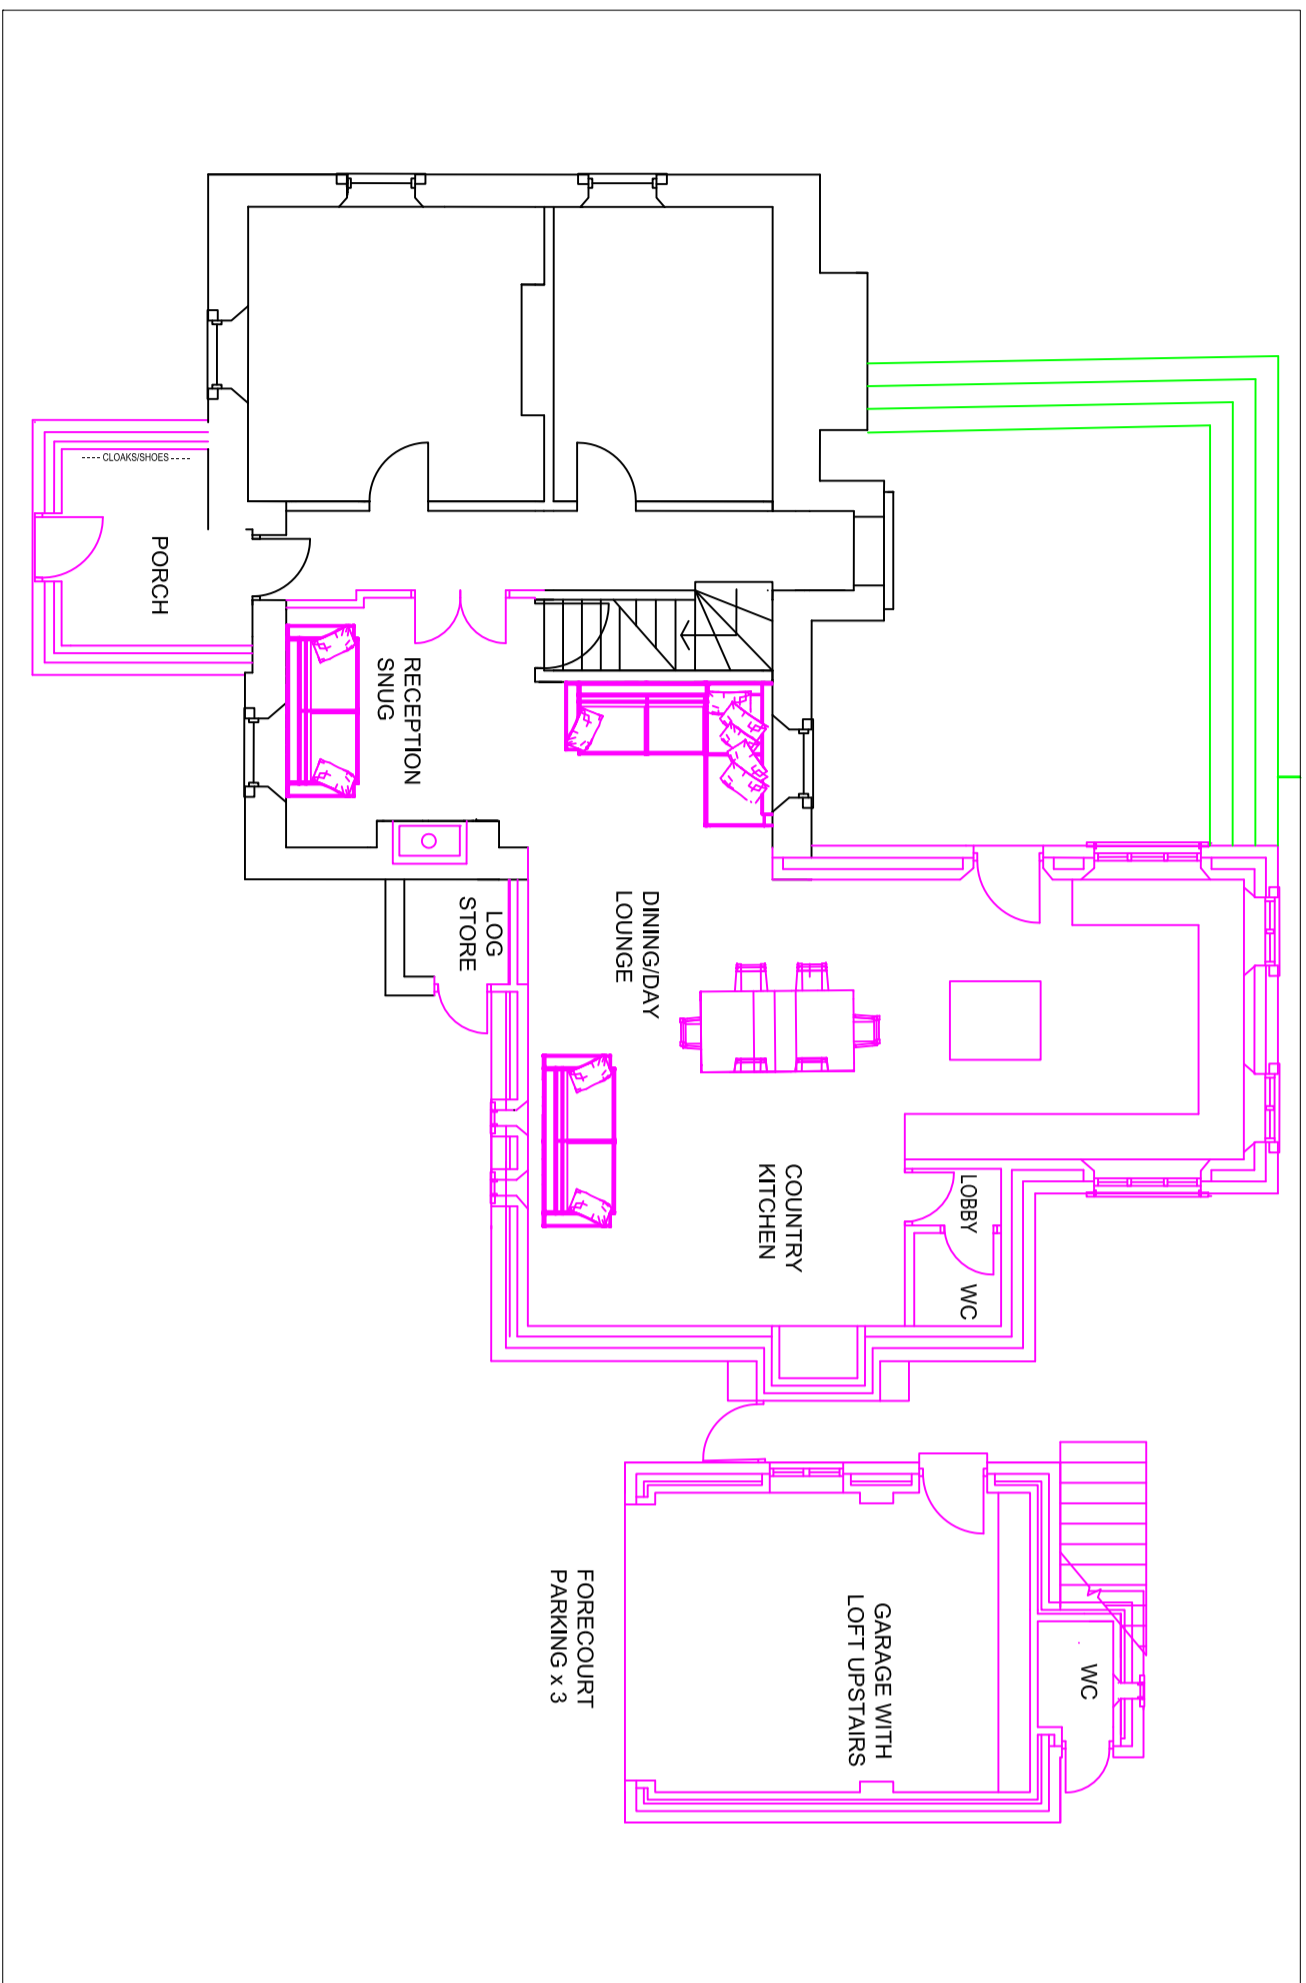 ---- CLOAKS/SHOES ----
PORCH
RECEPTION
SNUG
LOG
STORE
DINING/DAY
LOUNGE
COUNTRY
KITCHEN
LOBBY
WC
FORECOURT
PARKING x 3
GARAGE WITH
LOFT UPSTAIRS
WC